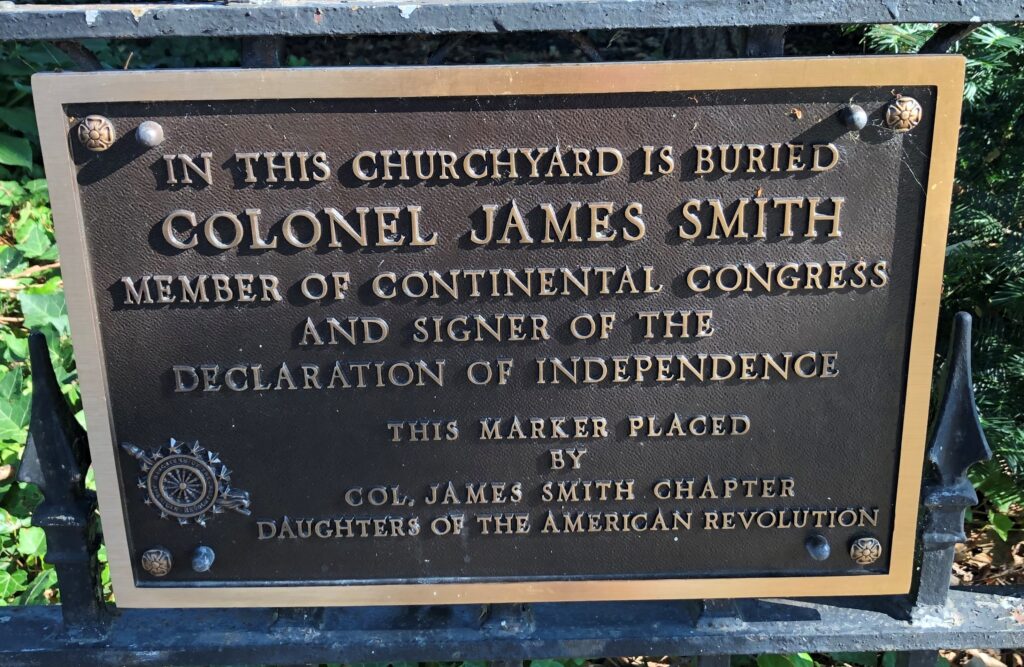 IN THIS CHURCHYARD IS BURIED
COLONEL JAMES SMITH
MEMBER OF CONTINENTAL CONGRESS
AND SIGNER OF THE
DECLARATION OF INDEPENDENCE
THIS MARKER PLACED
BY
COL. JAMES SMITH CHAPTER
DAUGHTERS OF THE AMERICAN REVOLUTION